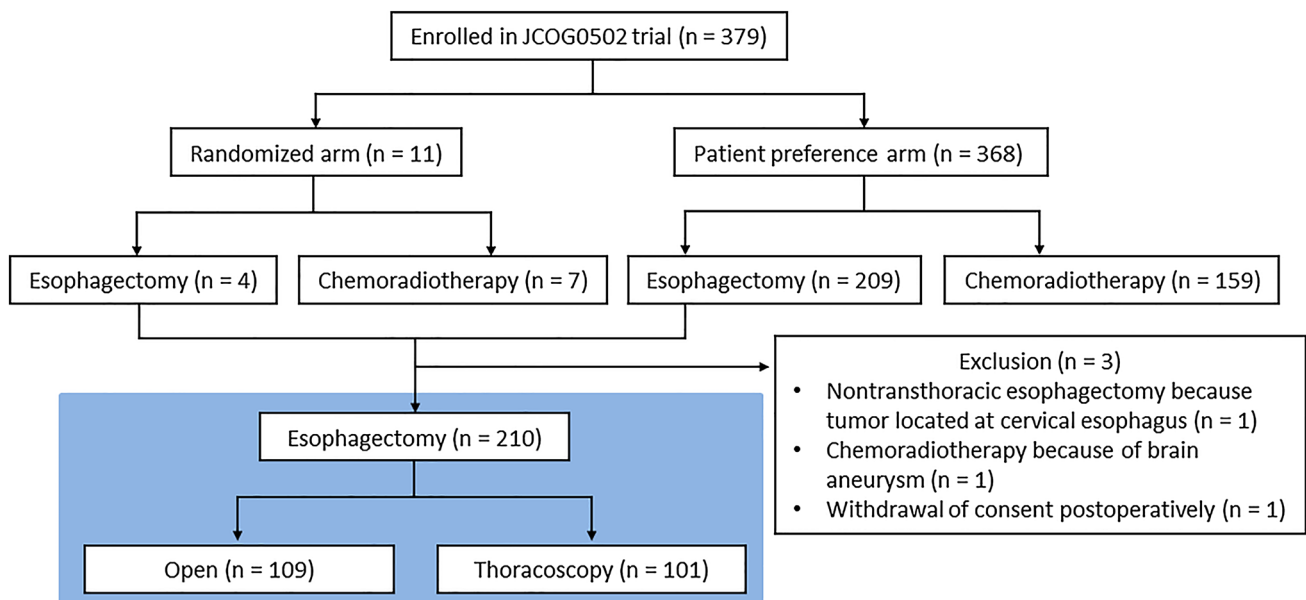 Enrolled in JCOG0502 trial (n = 379)
Randomized arm (n = 11)
Patient preference arm (n = 368)
Esophagectomy (n = 4)
Chemoradiotherapy (n = 7)
Esophagectomy (n = 209)
Chemoradiotherapy (n = 159)
Exclusion (n = 3)
• Nontransthoracic esophagectomy because
tumor located at cervical esophagus (n = 1)
• Chemoradiotherapy because of brain
aneurysm (n = 1)
• Withdrawal of consent postoperatively (n = 1)
Esophagectomy (n = 210)
Open (n = 109)
Thoracoscopy (n = 101)